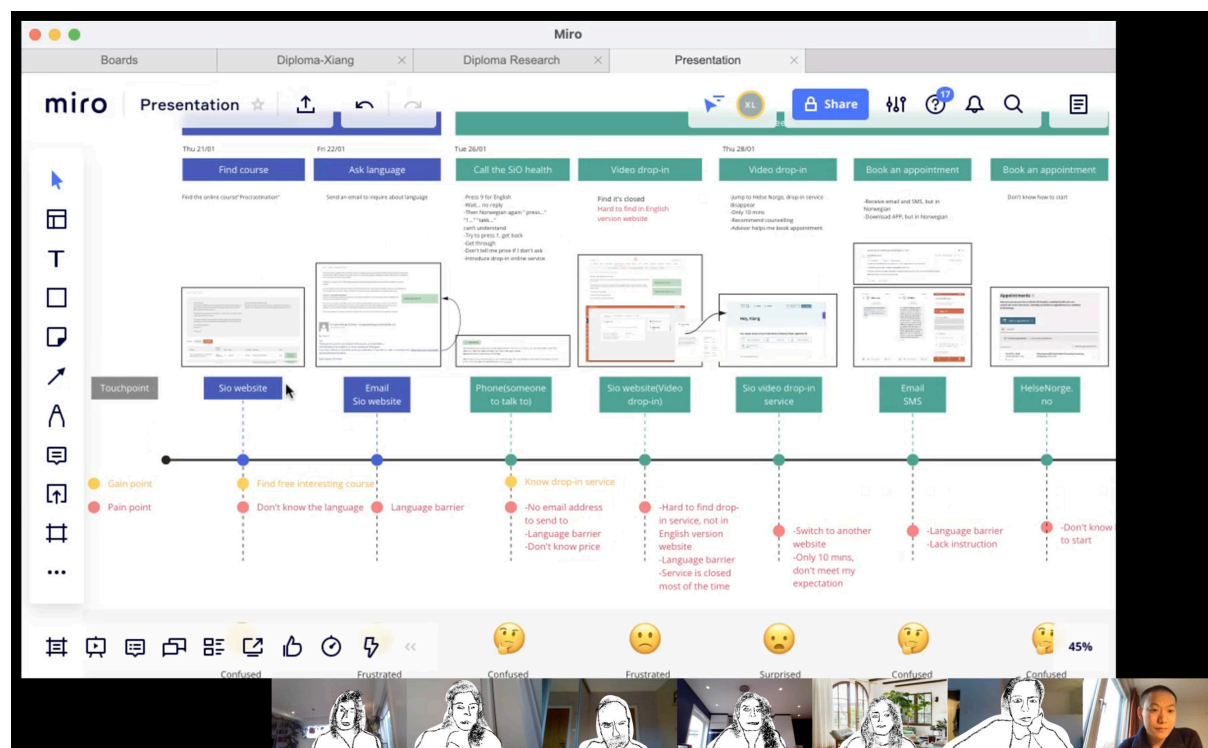 Miro
Boards
Diploma-Xiang
Diploma Research
Presentation
miro
Presentation
XL
Share
17
Thu 21/01
Fri 22/01
Tue 26/01
Thu 28/01
Find course
Ask language
Call the SiO health
Video drop-in
Video drop-in
Book an appointment
Book an appointment
Find the online course"Procrastination"
Send an email to inquire about language
-Press 9 for English
-Wait... no reply
-Then Norwegian again " press..."
"1..." "takk..."
can't understand
-Try to press 1, get back
-Get through
-Don't tell me price if I don't ask
-Introduce drop-in online service
Find it's closed
Hard to find in English
version website
-Jump to Helse Norge, drop-in service
disappear
-Only 10 mins
-Recommend counselling
-Advisor helps me book appointment
-Receive email and SMS, but in
Norwegian
-Download APP, but in Norwegian
Don't know how to start
Hey, Xiang
Appointments
Touchpoint
Sio website
Email
Sio website
Phone(someone
to talk to)
Sio website(Video
drop-in)
Sio video drop-in
service
Email
SMS
HelseNorge.
no
Gain point
Find free interesting course
Know drop-in service
Pain point
Don't know the language
Language barrier
-No email address
to send to
-Language barrier
-Don't know price
-Hard to find drop-
in service, not in
English version
website
-Language barrier
-Service is closed
most of the time
-Switch to another
website
-Only 10 mins,
don't meet my
expectation
-Language barrier
-Lack instruction
-Don't know
to start
45%
Confused
Frustrated
Confused
Frustrated
Surprised
Confused
Confused